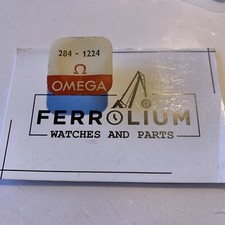 284 - 1224
Ω
OMEGA
FERROLIUM
WATCHES AND PARTS